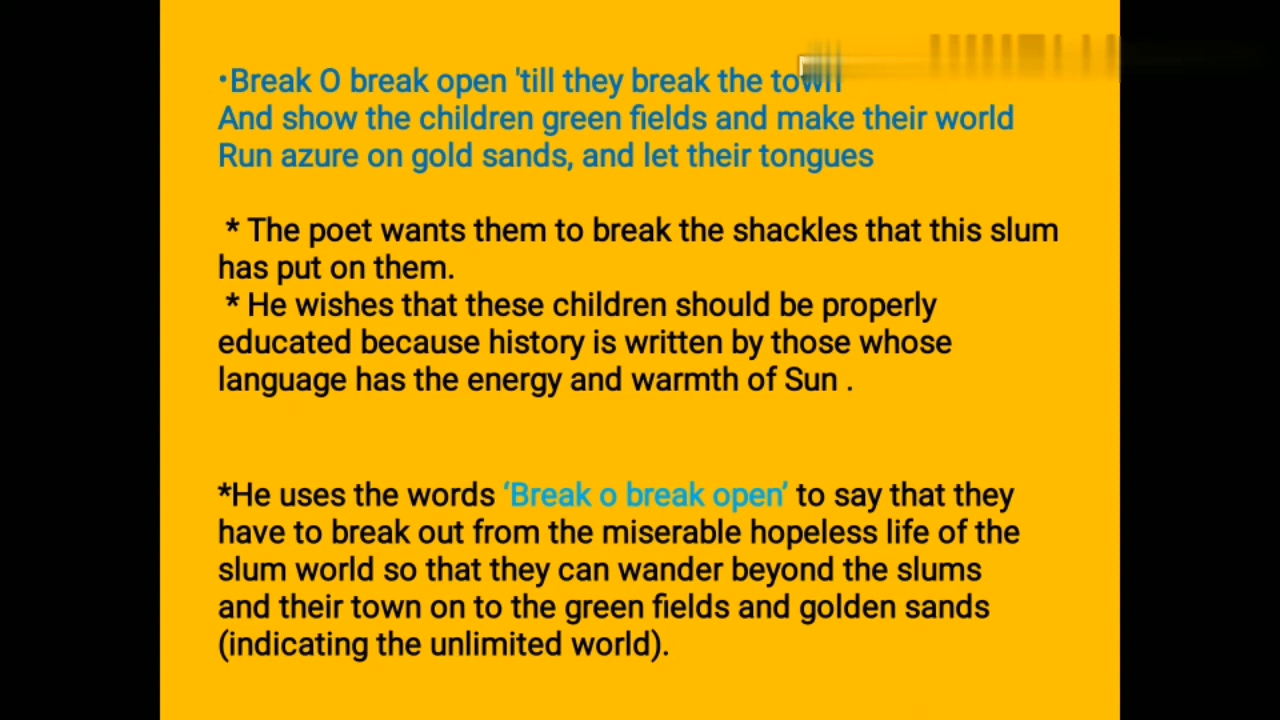 •Break O break open 'till they break the town
And show the children green fields and make their world
Run azure on gold sands, and let their tongues
* The poet wants them to break the shackles that this slum
has put on them.
* He wishes that these children should be properly
educated because history is written by those whose
language has the energy and warmth of Sun .
*He uses the words ‘Break o break open’ to say that they
have to break out from the miserable hopeless life of the
slum world so that they can wander beyond the slums
and their town on to the green fields and golden sands
(indicating the unlimited world).